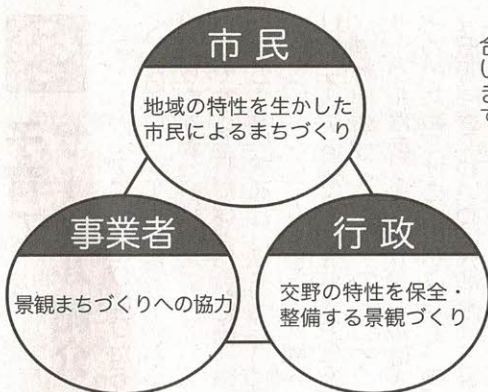 市民
地域の特性を生かした
市民によるまちづくり
事業者
景観まちづくりへの協力
行政
交野の特性を保全・
整備する景観づくり